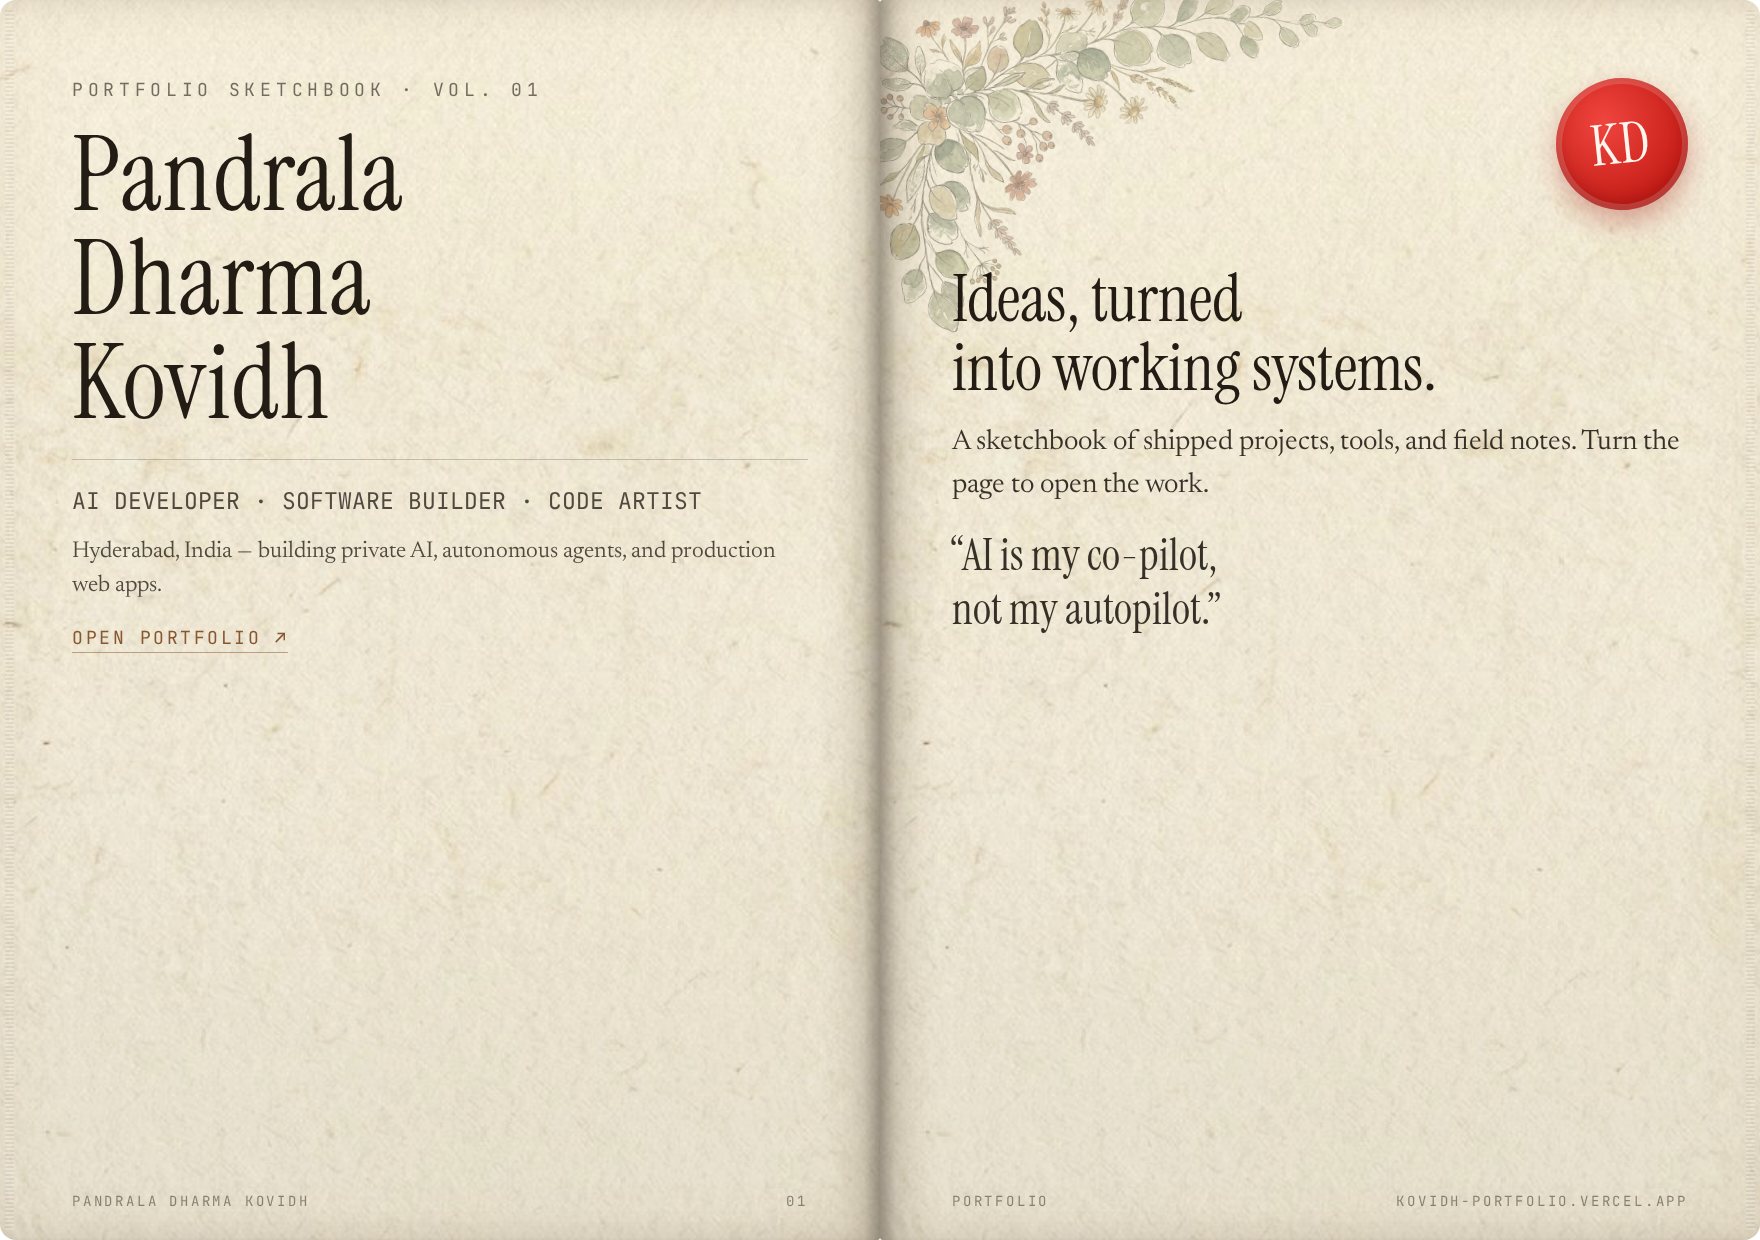 PORTFOLIO SKETCHBOOK · VOL. 01
Pandrala
Dharma
Kovidh
AI DEVELOPER · SOFTWARE BUILDER · CODE ARTIST
Hyderabad, India — building private AI, autonomous agents, and production
web apps.
OPEN PORTFOLIO ↗
PANDRALA DHARMA KOVIDH
01
KD
Ideas, turned
into working systems.
A sketchbook of shipped projects, tools, and field notes. Turn the
page to open the work.
“AI is my co-pilot,
not my autopilot.”
PORTFOLIO
KOVIDH-PORTFOLIO.VERCEL.APP